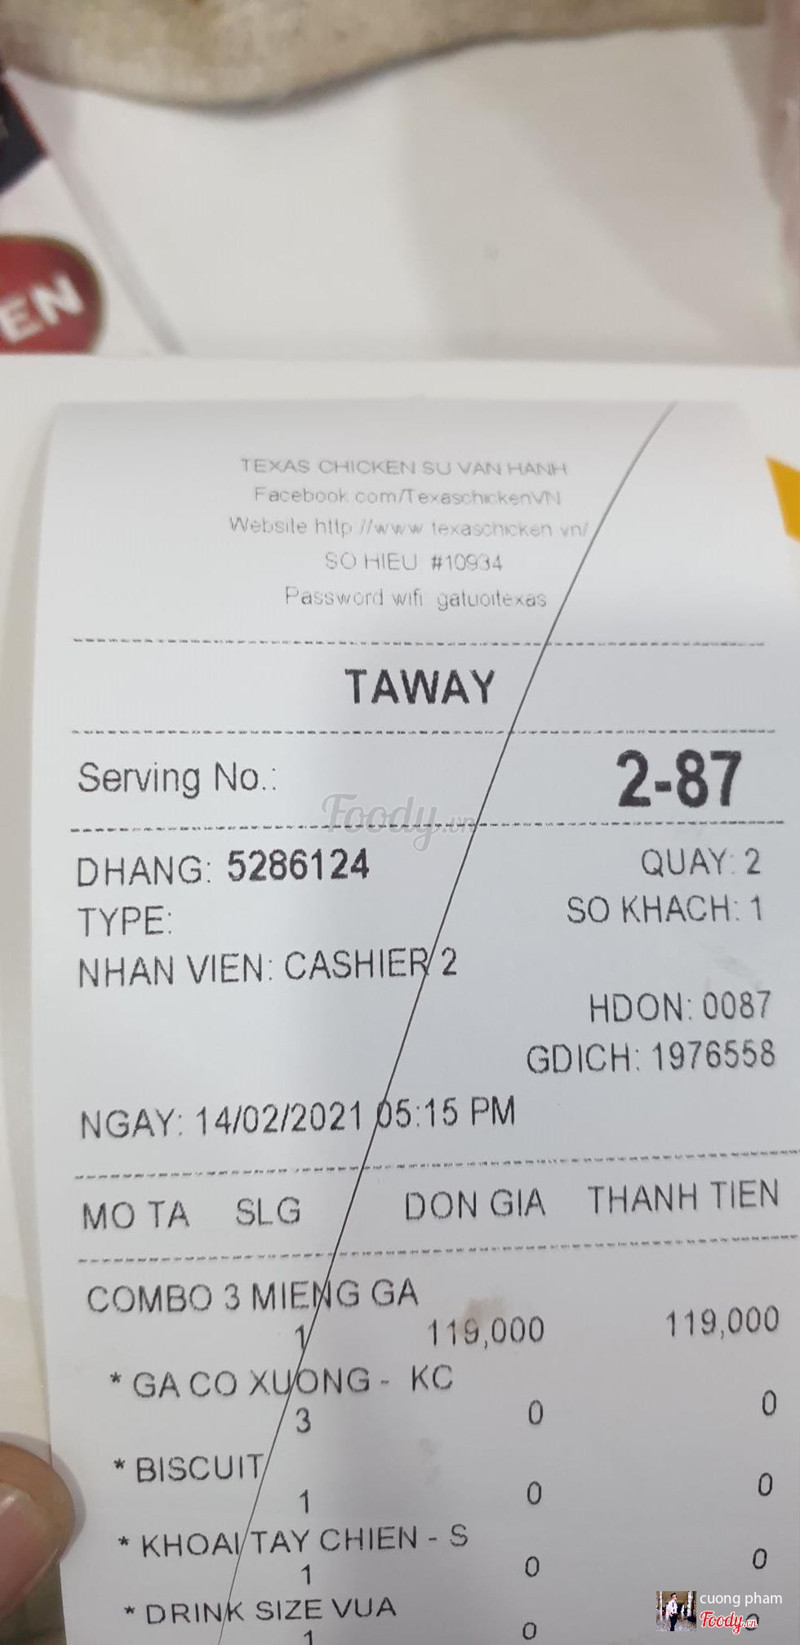 EN
TEXAS CHICKEN SU VAN HANH
Facebook.com/TexaschickenVN
Website http //www texaschicken.vn/
SO HIEU #10934
Password wifi gatuoitexas
TAWAY
Serving No.: 2-87
Foody.vn
DHANG: 5286124 QUAY: 2
TYPE: SO KHACH: 1
NHAN VIEN: CASHIER 2
HDON: 0087
GDICH: 1976558
NGAY: 14/02/2021 05:15 PM
MO TA SLG DON GIA THANH TIEN
COMBO 3 MIENG GA
1 119,000 119,000
* GA CO XUONG - KC
3 0 0
* BISCUIT
1 0 0
* KHOAI TAY CHIEN - S
1 0 0
* DRINK SIZE VUA
1 0 0
cuong pham
Foody.vn